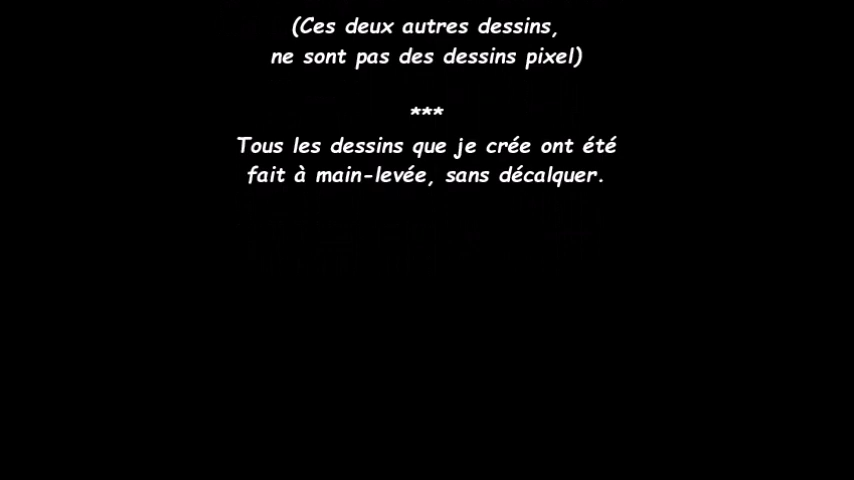 (Ces deux autres dessins,
ne sont pas des dessins pixel)
***
Tous les dessins que je crée ont été
fait à main-levée, sans décalquer.